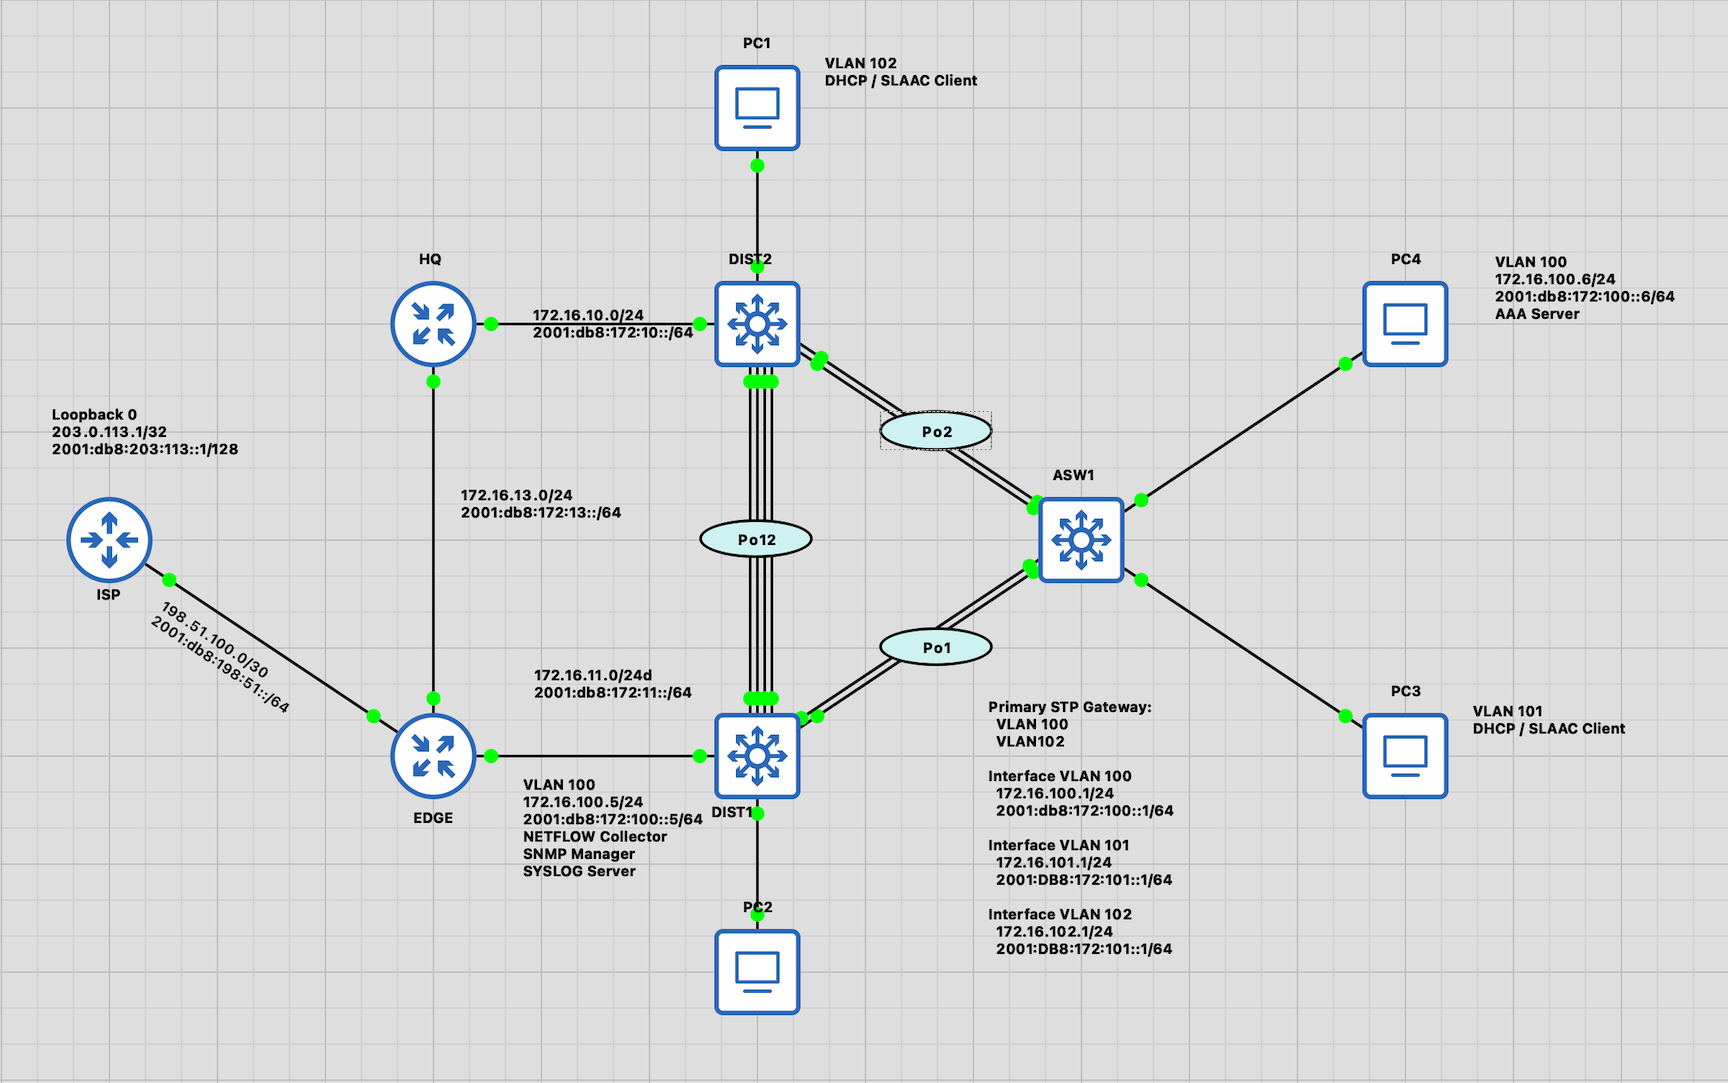 PC1
VLAN 102
DHCP / SLAAC Client
HQ
DIST2
PC4
VLAN 100
172.16.100.6/24
2001:db8:172:100::6/64
AAA Server
172.16.10.0/24
2001:db8:172:10::/64
Loopback 0
203.0.113.1/32
2001:db8:203:113::1/128
Po2
ASW1
172.16.13.0/24
2001:db8:172:13::/64
Po12
ISP
198.51.100.0/30
2001:db8:198:51::/64
Po1
172.16.11.0/24d
2001:db8:172:11::/64
PC3
VLAN 101
DHCP / SLAAC Client
Primary STP Gateway:
VLAN 100
VLAN102
Interface VLAN 100
172.16.100.1/24
2001:db8:172:100::1/64
Interface VLAN 101
172.16.101.1/24
2001:DB8:172:101::1/64
Interface VLAN 102
172.16.102.1/24
2001:DB8:172:101::1/64
EDGE
DIST1
VLAN 100
172.16.100.5/24
2001:db8:172:100::5/64
NETFLOW Collector
SNMP Manager
SYSLOG Server
PC2